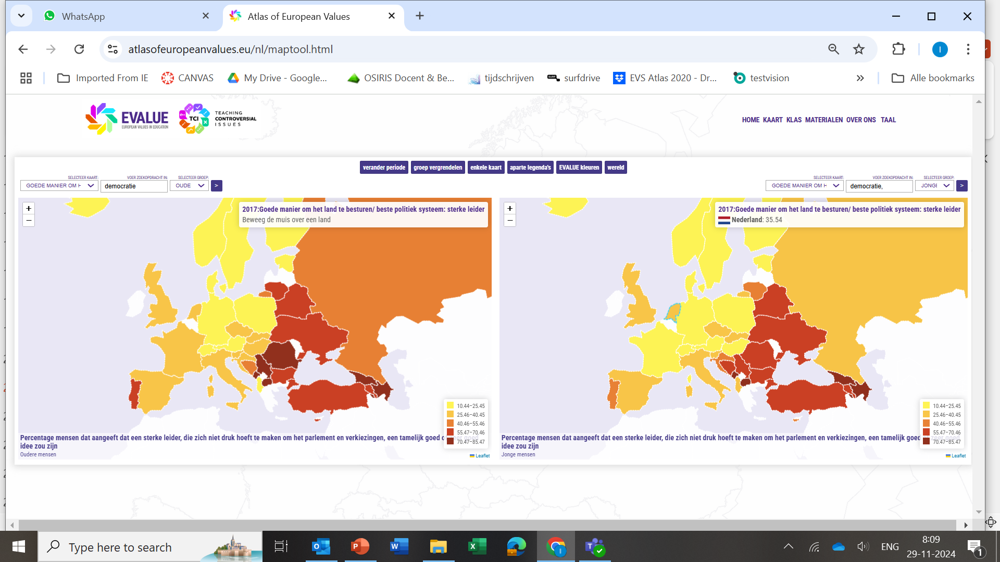 WhatsApp
Atlas of European Values
atlasofeuropeanvalues.eu/nl/maptool.html
I
Imported From IE
CANVAS
My Drive - Google...
OSIRIS Docent & Be...
tijdschrijven
SURF
surfdrive
EVS Atlas 2020 - Dr...
testvision
Alle bookmarks
EVALUE
EUROPEAN VALUES IN EDUCATION
TCI
TEACHING
CONTROVERSIAL
ISSUES
HOME KAART KLAS MATERIALEN OVER ONS TAAL
verander periode
groep vergrendelen
enkele kaart
aparte legenda's
EVALUE kleuren
wereld
SELECTEER KAART:
VOER ZOEKOPDRACHT IN:
SELECTEER GROEP:
GOEDE MANIER OM H
democratie
OUDE
>
SELECTEER KAART:
VOER ZOEKOPDRACHT IN:
SELECTEER GROEP:
GOEDE MANIER OM H
democratie,
JONGE
>
+
−
2017:Goede manier om het land te besturen/ beste politiek systeem: sterke leider
Beweeg de muis over een land
10.44–25.45
25.46–40.45
40.46–55.46
55.47–70.46
70.47–85.47
Percentage mensen dat aangeeft dat een sterke leider, die zich niet druk hoeft te maken om het parlement en verkiezingen, een tamelijk goed of zeer goed
idee zou zijn
Oudere mensen
Leaflet
+
−
2017:Goede manier om het land te besturen/ beste politiek systeem: sterke leider
Nederland: 35.54
10.44–25.45
25.46–40.45
40.46–55.46
55.47–70.46
70.47–85.47
Percentage mensen dat aangeeft dat een sterke leider, die zich niet druk hoeft te maken om het parlement en verkiezingen, een tamelijk goed of zeer goed
idee zou zijn
Jonge mensen
Leaflet
Type here to search
ENG
8:09
29-11-2024
1